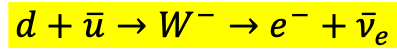 d + ū → W⁻ → e⁻ + ν̄ₑ